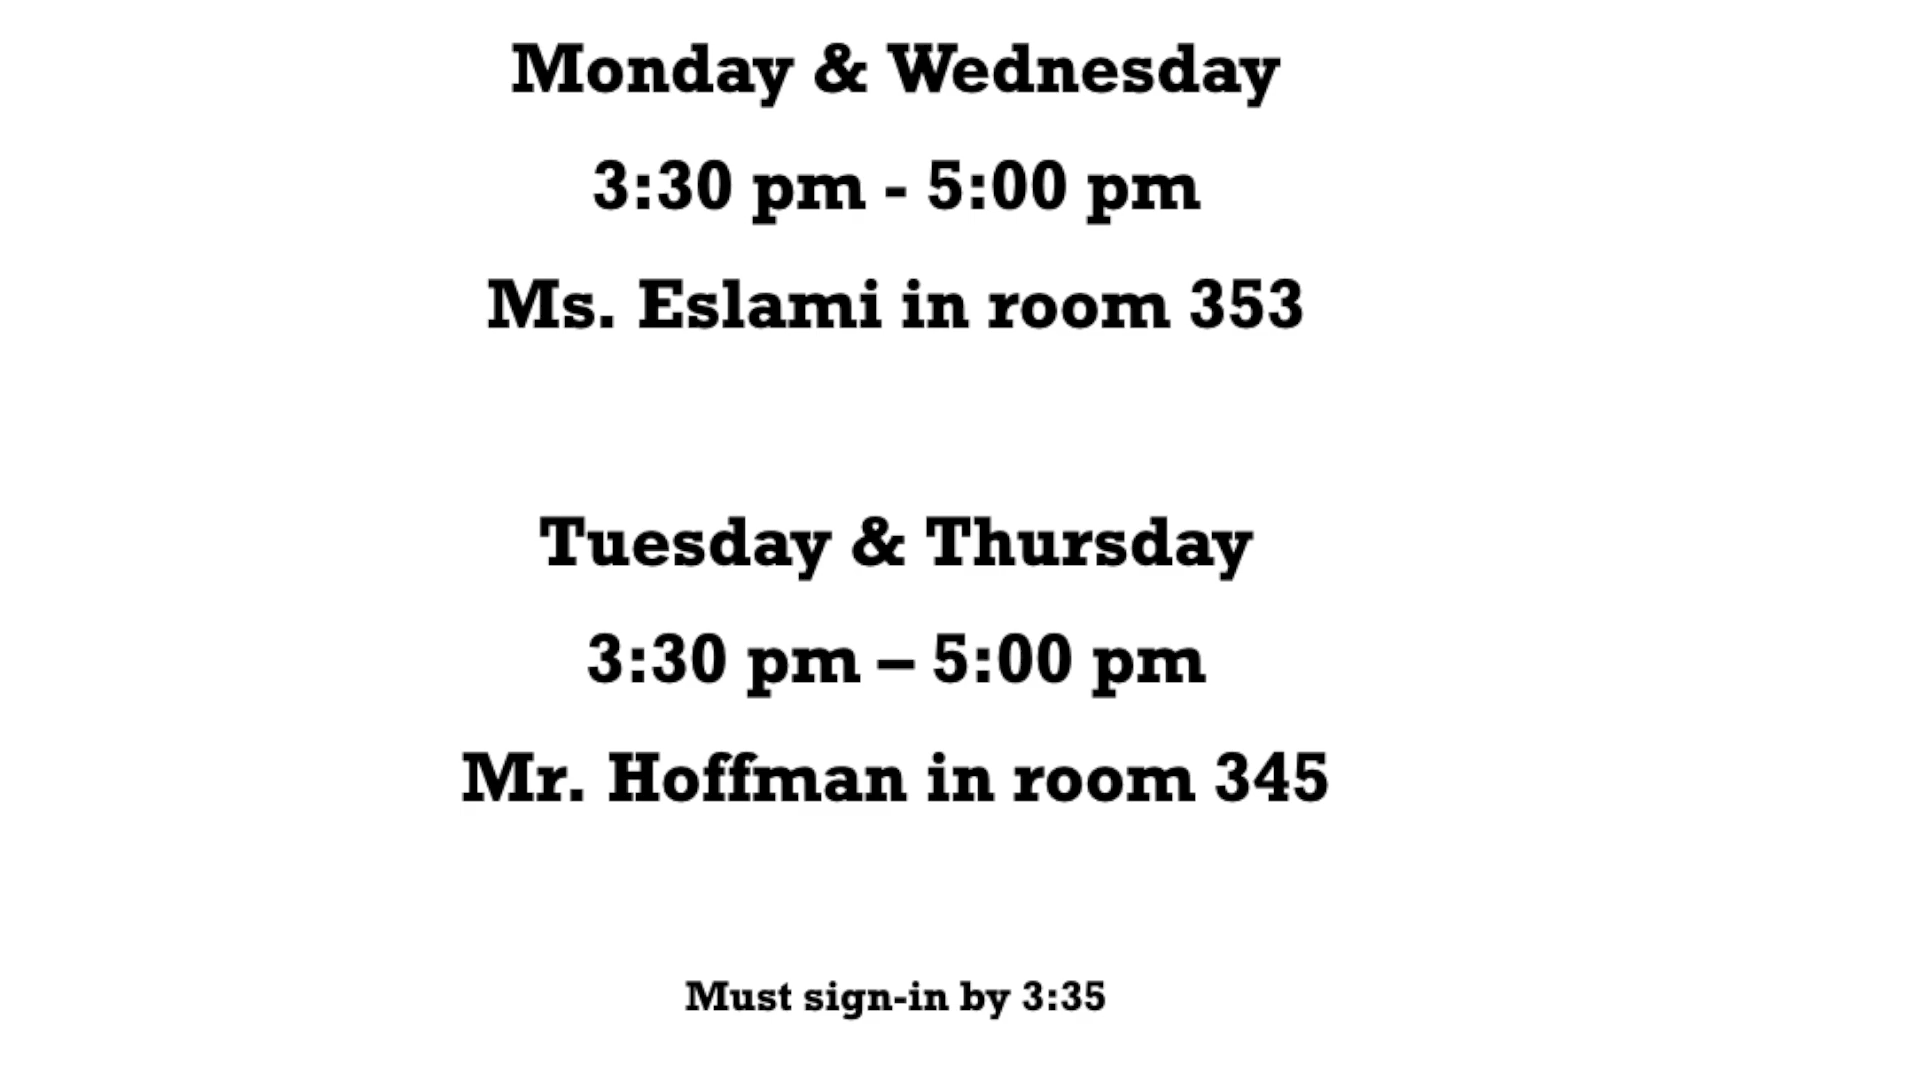 Monday & Wednesday
3:30 pm - 5:00 pm
Ms. Eslami in room 353
Tuesday & Thursday
3:30 pm – 5:00 pm
Mr. Hoffman in room 345
Must sign-in by 3:35